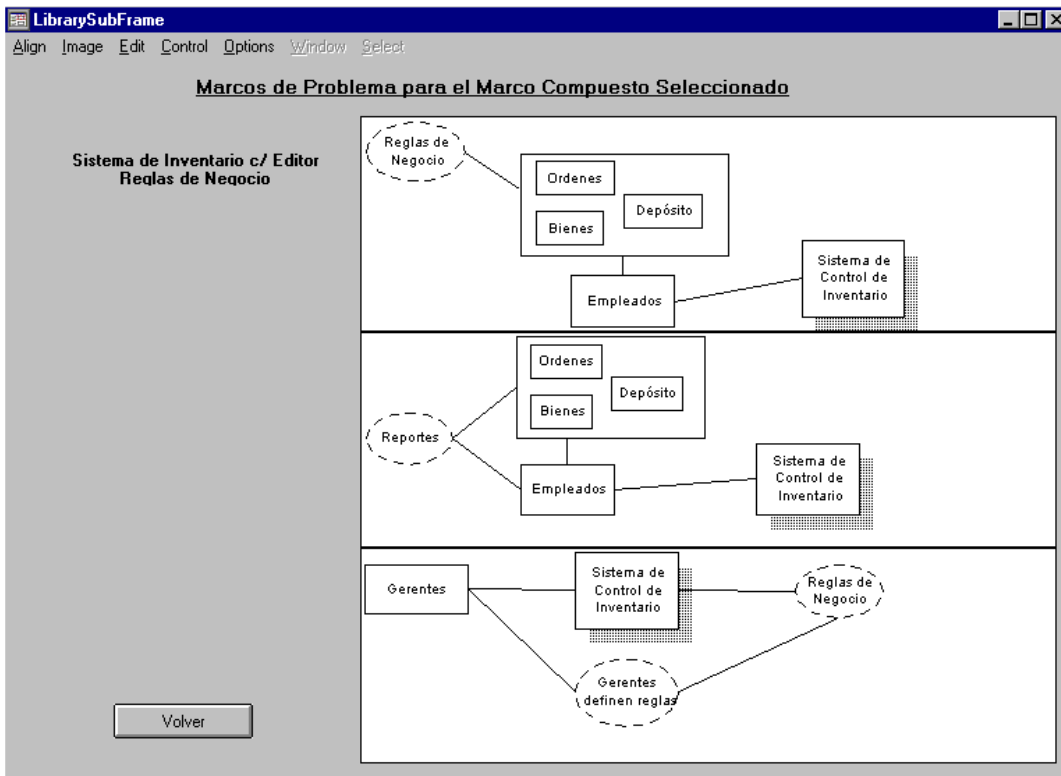 LibrarySubFrame
Align Image Edit Control Options Window Select
Marcos de Problema para el Marco Compuesto Seleccionado
Sistema de Inventario c/ Editor
Reglas de Negocio
Reglas de
Negocio
Ordenes
Depósito
Bienes
Empleados
Sistema de
Control de
Inventario
Ordenes
Depósito
Bienes
Reportes
Empleados
Sistema de
Control de
Inventario
Gerentes
Sistema de
Control de
Inventario
Reglas de
Negocio
Gerentes
definen reglas
Volver